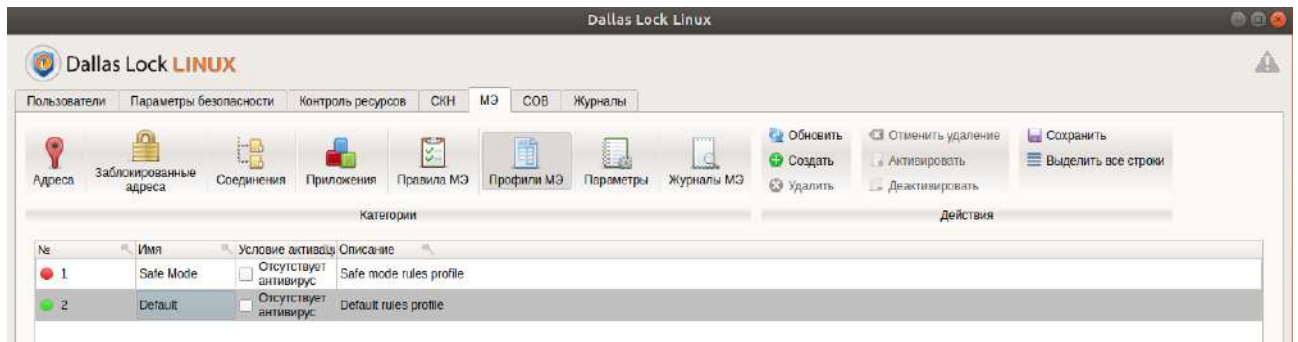 Dallas Lock Linux
Dallas Lock LINUX
Пользователи Параметры безопасности Контроль ресурсов СКН МЭ СОВ Журналы
Адреса Заблокированные адреса Соединения Приложения Правила МЭ Профили МЭ Параметры Журналы МЭ
Категории
Обновить Отменить удаление Сохранить
Создать Активировать Выделить все строки
Удалить Деактивировать
Действия
№ Имя Условие активац Описание
1 Safe Mode Отсутствует антивирус Safe mode rules profile
2 Default Отсутствует антивирус Default rules profile